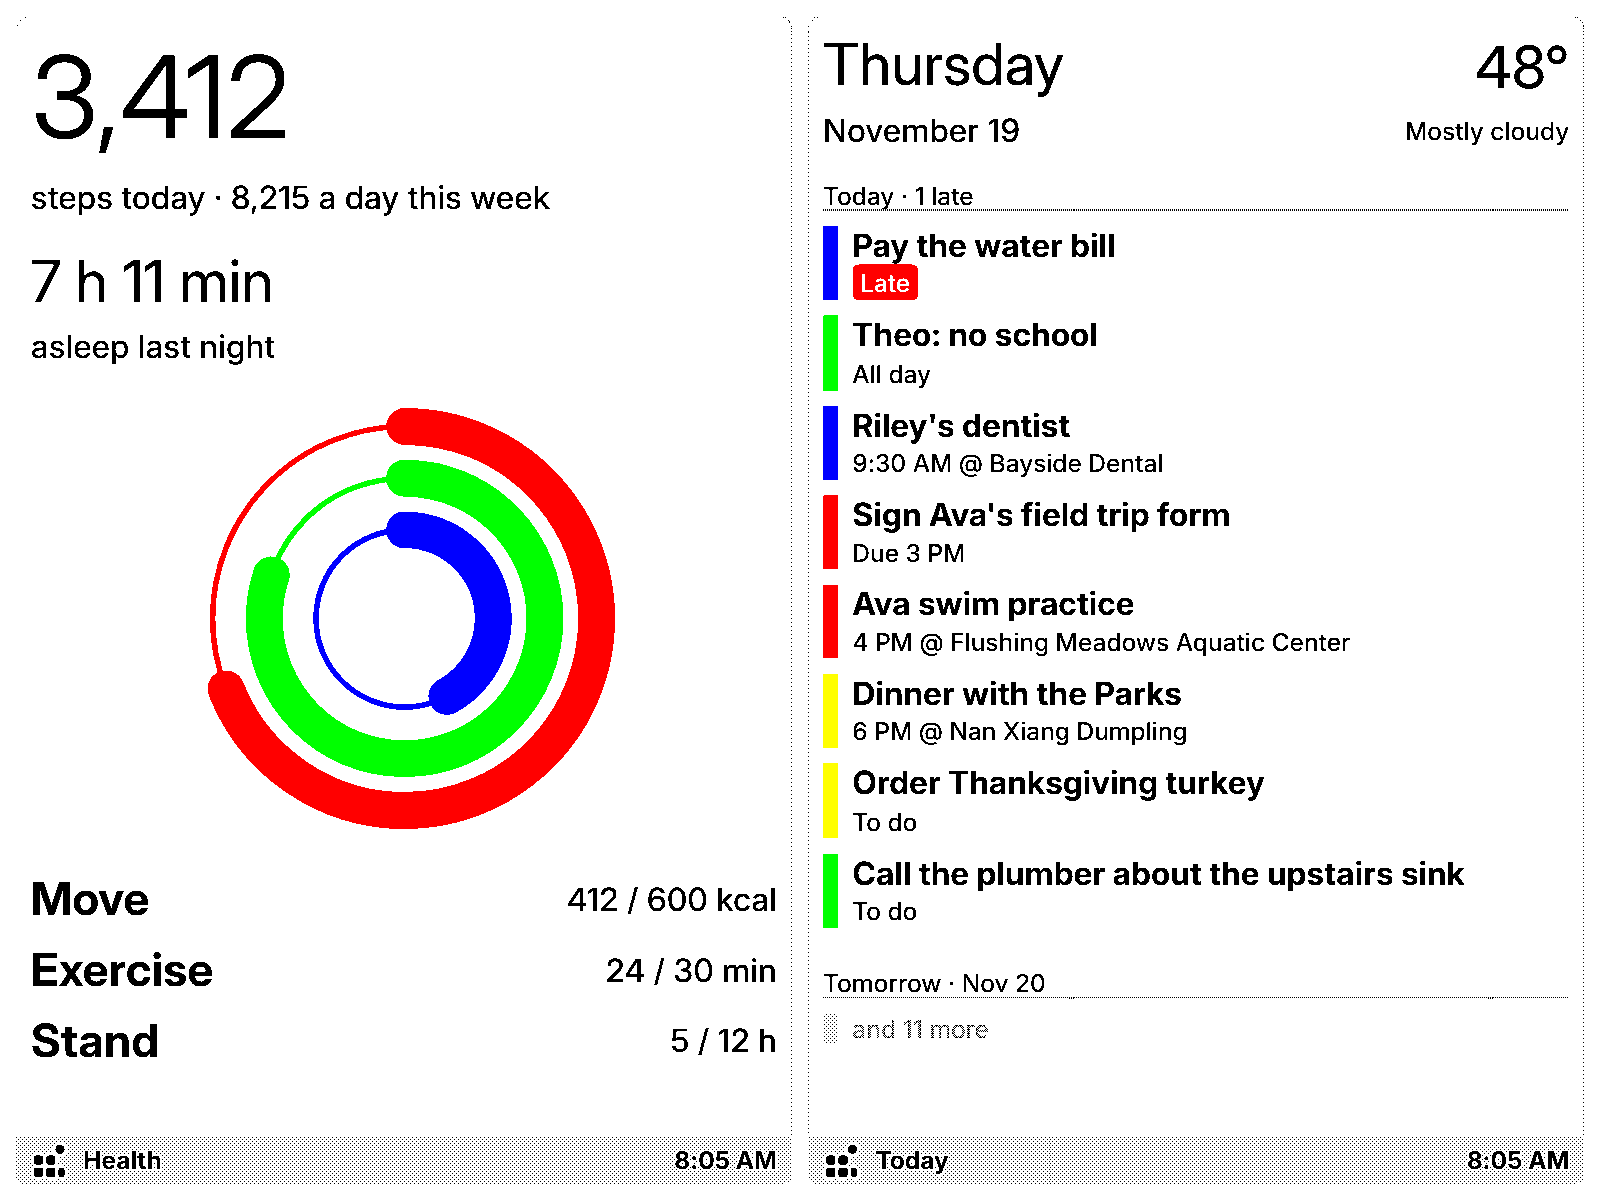 3,412
steps today · 8,215 a day this week
7 h 11 min
asleep last night
Move 412 / 600 kcal
Exercise 24 / 30 min
Stand 5 / 12 h
Health 8:05 AM
Thursday 48°
November 19 Mostly cloudy
Today · 1 late
Pay the water bill
Late
Theo: no school
All day
Riley's dentist
9:30 AM @ Bayside Dental
Sign Ava's field trip form
Due 3 PM
Ava swim practice
4 PM @ Flushing Meadows Aquatic Center
Dinner with the Parks
6 PM @ Nan Xiang Dumpling
Order Thanksgiving turkey
To do
Call the plumber about the upstairs sink
To do
Tomorrow · Nov 20
and 11 more
Today 8:05 AM